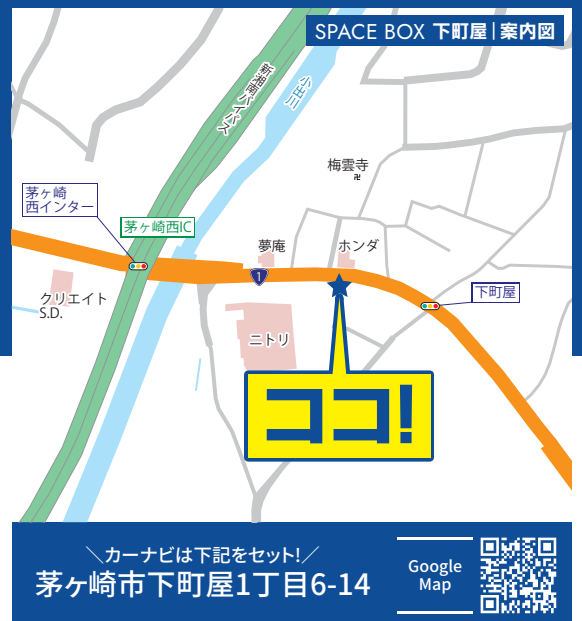 SPACE BOX 下町屋|案内図
新湘南バイパス
小出川
梅雲寺
卍
茅ヶ崎
西インター
茅ヶ崎西IC
夢庵
ホンダ
1
下町屋
クリエイト
S.D.
ニトリ
ココ!
＼カーナビは下記をセット!／
茅ヶ崎市下町屋1丁目6-14
Google
Map